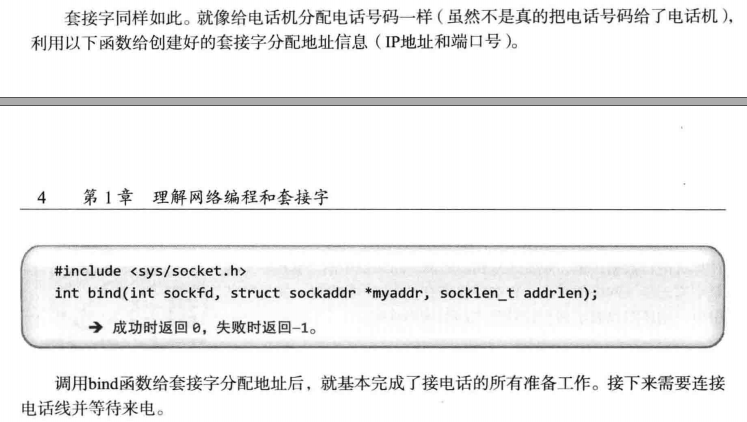 套接字同样如此。就像给电话机分配电话号码一样（虽然不是真的把电话号码给了电话机），
利用以下函数给创建好的套接字分配地址信息（IP地址和端口号）。
4 第1章 理解网络编程和套接字
#include <sys/socket.h>
int bind(int sockfd, struct sockaddr *myaddr, socklen_t addrlen);
➔ 成功时返回 0，失败时返回–1。
调用bind函数给套接字分配地址后，就基本完成了接电话的所有准备工作。接下来需要连接
电话线并等待来电。